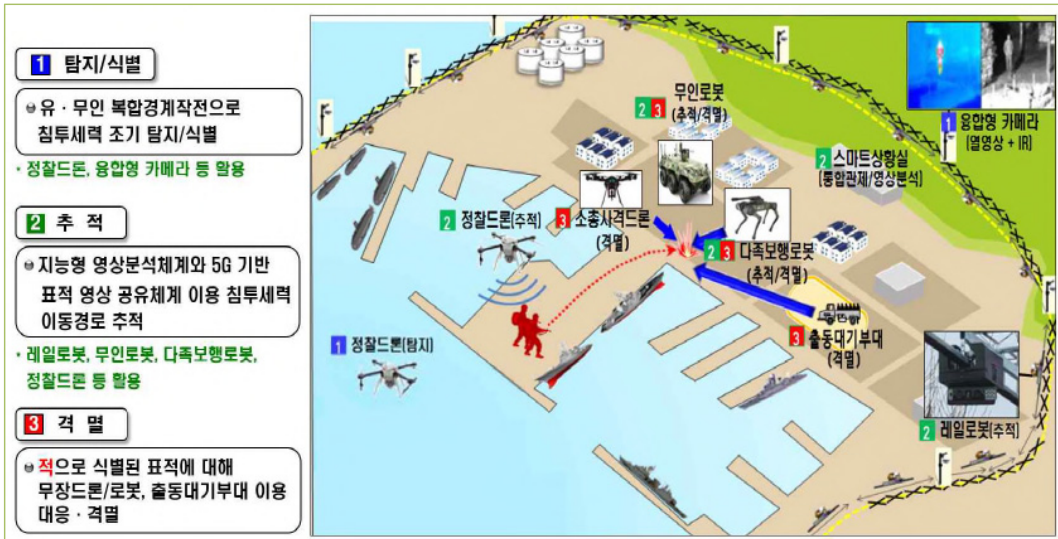 1 탐지/식별
유 · 무인 복합경계작전으로
침투세력 조기 탐지/식별
· 정찰드론, 융합형 카메라 등 활용
2 추 적
지능형 영상분석체계와 5G 기반
표적 영상 공유체계 이용 침투세력
이동경로 추적
· 레일로봇, 무인로봇, 다족보행로봇,
정찰드론 등 활용
3 격 멸
적으로 식별된 표적에 대해
무장드론/로봇, 출동대기부대 이용
대응 · 격멸
2 3 무인로봇
(추적/격멸)
1 융합형 카메라
(열영상 + IR)
2 스마트상황실
(통합관제/영상분석)
2 정찰드론(추적)
3 소총사격드론
(격멸)
2 3 다족보행로봇
(추적/격멸)
1 정찰드론(탐지)
3 출동대기부대
(격멸)
2 레일로봇(추적)